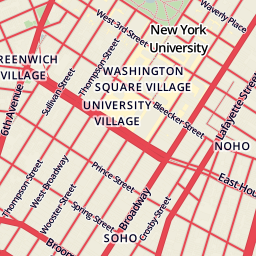 Waverly Place
West 3rd Street
New York
University
GREENWICH
VILLAGE
Thompson Street
WASHINGTON
SQUARE VILLAGE
Sullivan Street
UNIVERSITY
VILLAGE
Bleecker Street
Lafayette Street
6th Avenue
NOHO
Prince Street
East Hou
Thompson Street
West Broadway
Wooster Street
Spring Street
Broadway
Crosby Street
Broom
SOHO